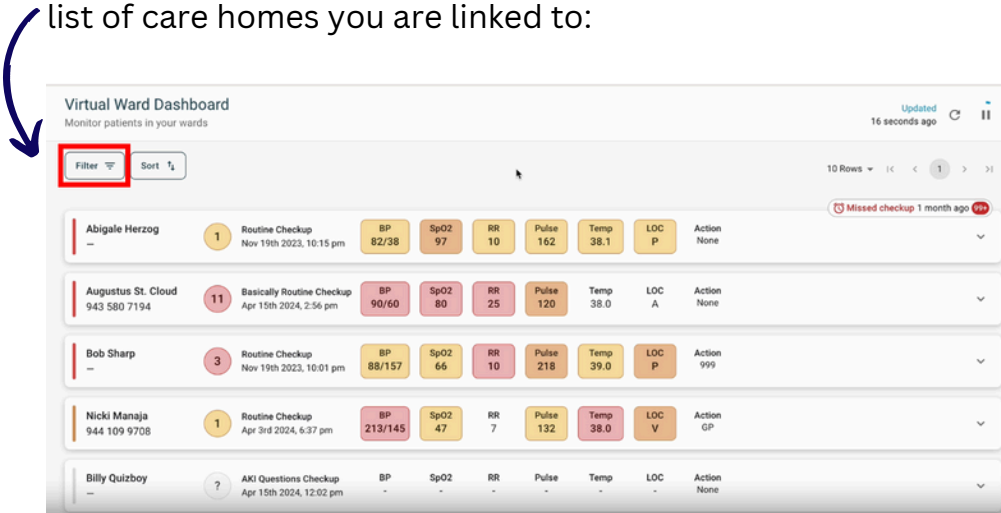 list of care homes you are linked to:
Virtual Ward Dashboard
Monitor patients in your wards
Updated
16 seconds ago
Filter
Sort
10 Rows
1
Missed checkup 1 month ago 99+
Abigale Herzog
–
1
Routine Checkup
Nov 19th 2023, 10:15 pm
BP
82/38
SpO2
97
RR
10
Pulse
162
Temp
38.1
LOC
P
Action
None
Augustus St. Cloud
943 580 7194
11
Basically Routine Checkup
Apr 15th 2024, 2:56 pm
BP
90/60
SpO2
80
RR
25
Pulse
120
Temp
38.0
LOC
A
Action
None
Bob Sharp
–
3
Routine Checkup
Nov 19th 2023, 10:01 pm
BP
88/157
SpO2
66
RR
10
Pulse
218
Temp
39.0
LOC
P
Action
999
Nicki Manaja
944 109 9708
1
Routine Checkup
Apr 3rd 2024, 6:37 pm
BP
213/145
SpO2
47
RR
7
Pulse
132
Temp
38.0
LOC
V
Action
GP
Billy Quizboy
–
?
AKI Questions Checkup
Apr 15th 2024, 12:02 pm
BP
-
SpO2
-
RR
-
Pulse
-
Temp
-
LOC
-
Action
None